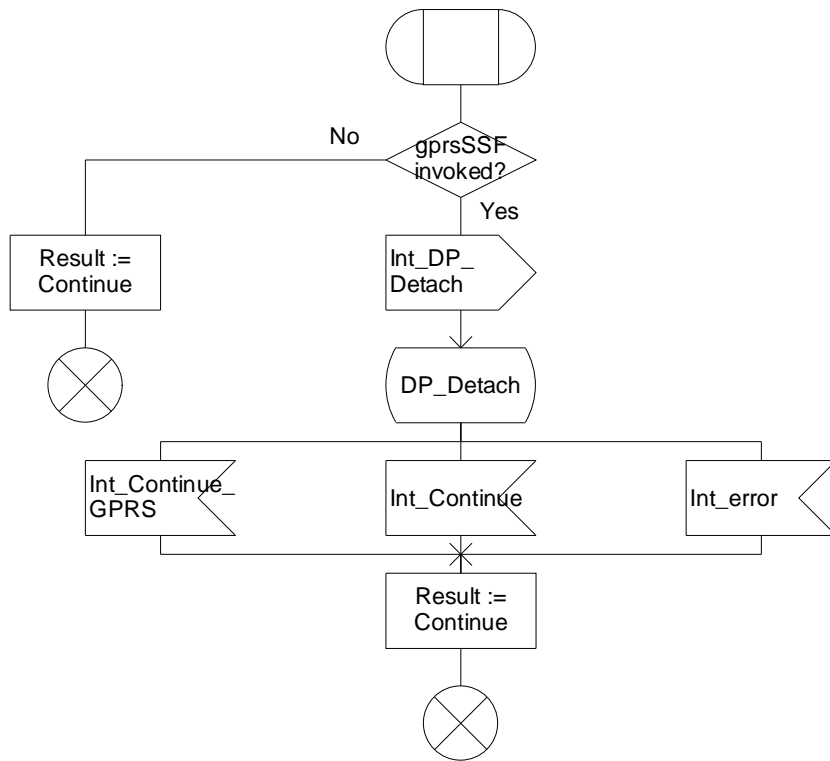 No
gprsSSF
invoked?
Yes
Result :=
Continue
Int_DP_
Detach
DP_Detach
Int_Continue_
GPRS
Int_Continue
Int_error
Result :=
Continue